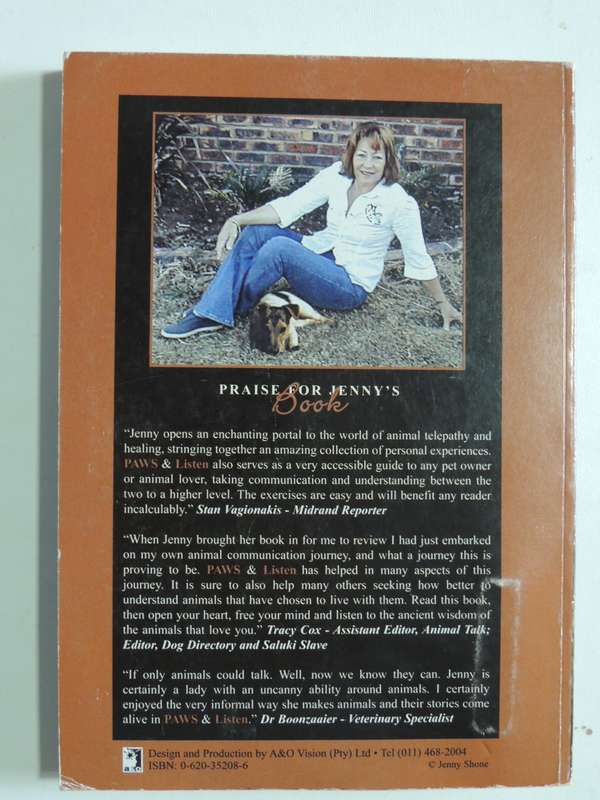 PRAISE FOR JENNY'S
Book
“Jenny opens an enchanting portal to the world of animal telepathy and
healing, stringing together an amazing collection of personal experiences.
PAWS & Listen also serves as a very accessible guide to any pet owner
or animal lover, taking communication and understanding between the
two to a higher level. The exercises are easy and will benefit any reader
incalculably.” Stan Vagionakis - Midrand Reporter
“When Jenny brought her book in for me to review I had just embarked
on my own animal communication journey, and what a journey this is
proving to be. PAWS & Listen has helped in many aspects of this
journey. It is sure to also help many others seeking how better to
understand animals that have chosen to live with them. Read this book,
then open your heart, free your mind and listen to the ancient wisdom of
the animals that love you.” Tracy Cox - Assistant Editor, Animal Talk;
Editor, Dog Directory and Saluki Slave
“If only animals could talk. Well, now we know they can. Jenny is
certainly a lady with an uncanny ability around animals. I certainly
enjoyed the very informal way she makes animals and their stories come
alive in PAWS & Listen.” Dr Boonzaaier - Veterinary Specialist
a&o
Design and Production by A&O Vision (Pty) Ltd • Tel (011) 468-2004
ISBN: 0-620-35208-6
© Jenny Shone